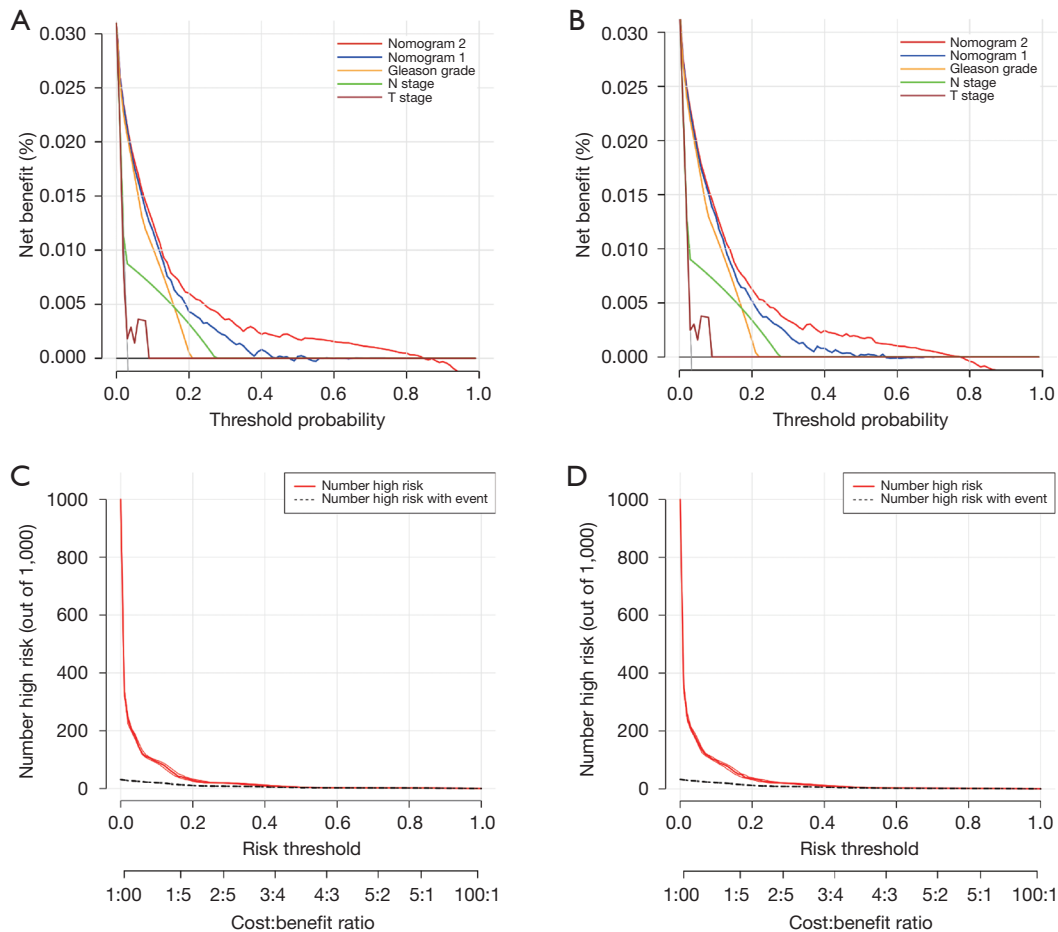 A
0.030
0.025
0.020
0.015
0.010
0.005
0.000
Net benefit (%)
Nomogram 2
Nomogram 1
Gleason grade
N stage
T stage
0.0 0.2 0.4 0.6 0.8 1.0
Threshold probability
B
0.030
0.025
0.020
0.015
0.010
0.005
0.000
Net benefit (%)
Nomogram 2
Nomogram 1
Gleason grade
N stage
T stage
0.0 0.2 0.4 0.6 0.8 1.0
Threshold probability
C
1000
800
600
400
200
0
Number high risk (out of 1,000)
Number high risk
Number high risk with event
0.0 0.2 0.4 0.6 0.8 1.0
Risk threshold
1:00 1:5 2:5 3:4 4:3 5:2 5:1 100:1
Cost:benefit ratio
D
1000
800
600
400
200
0
Number high risk (out of 1,000)
Number high risk
Number high risk with event
0.0 0.2 0.4 0.6 0.8 1.0
Risk threshold
1:00 1:5 2:5 3:4 4:3 5:2 5:1 100:1
Cost:benefit ratio